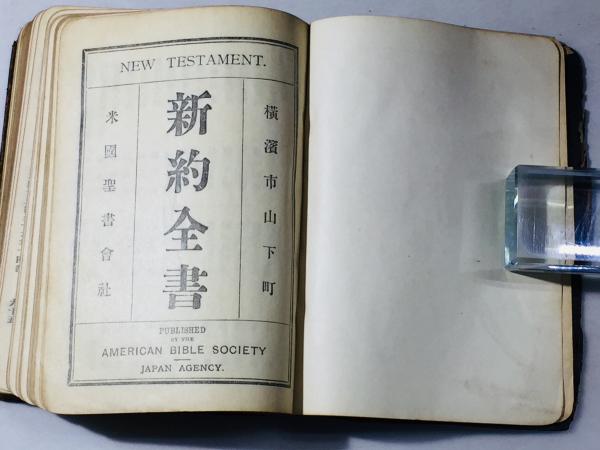 NEW TESTAMENT.
橫濱市山下町
新約全書
米國聖書會社
PUBLISHED
BY THE
AMERICAN BIBLE SOCIETY
JAPAN AGENCY.